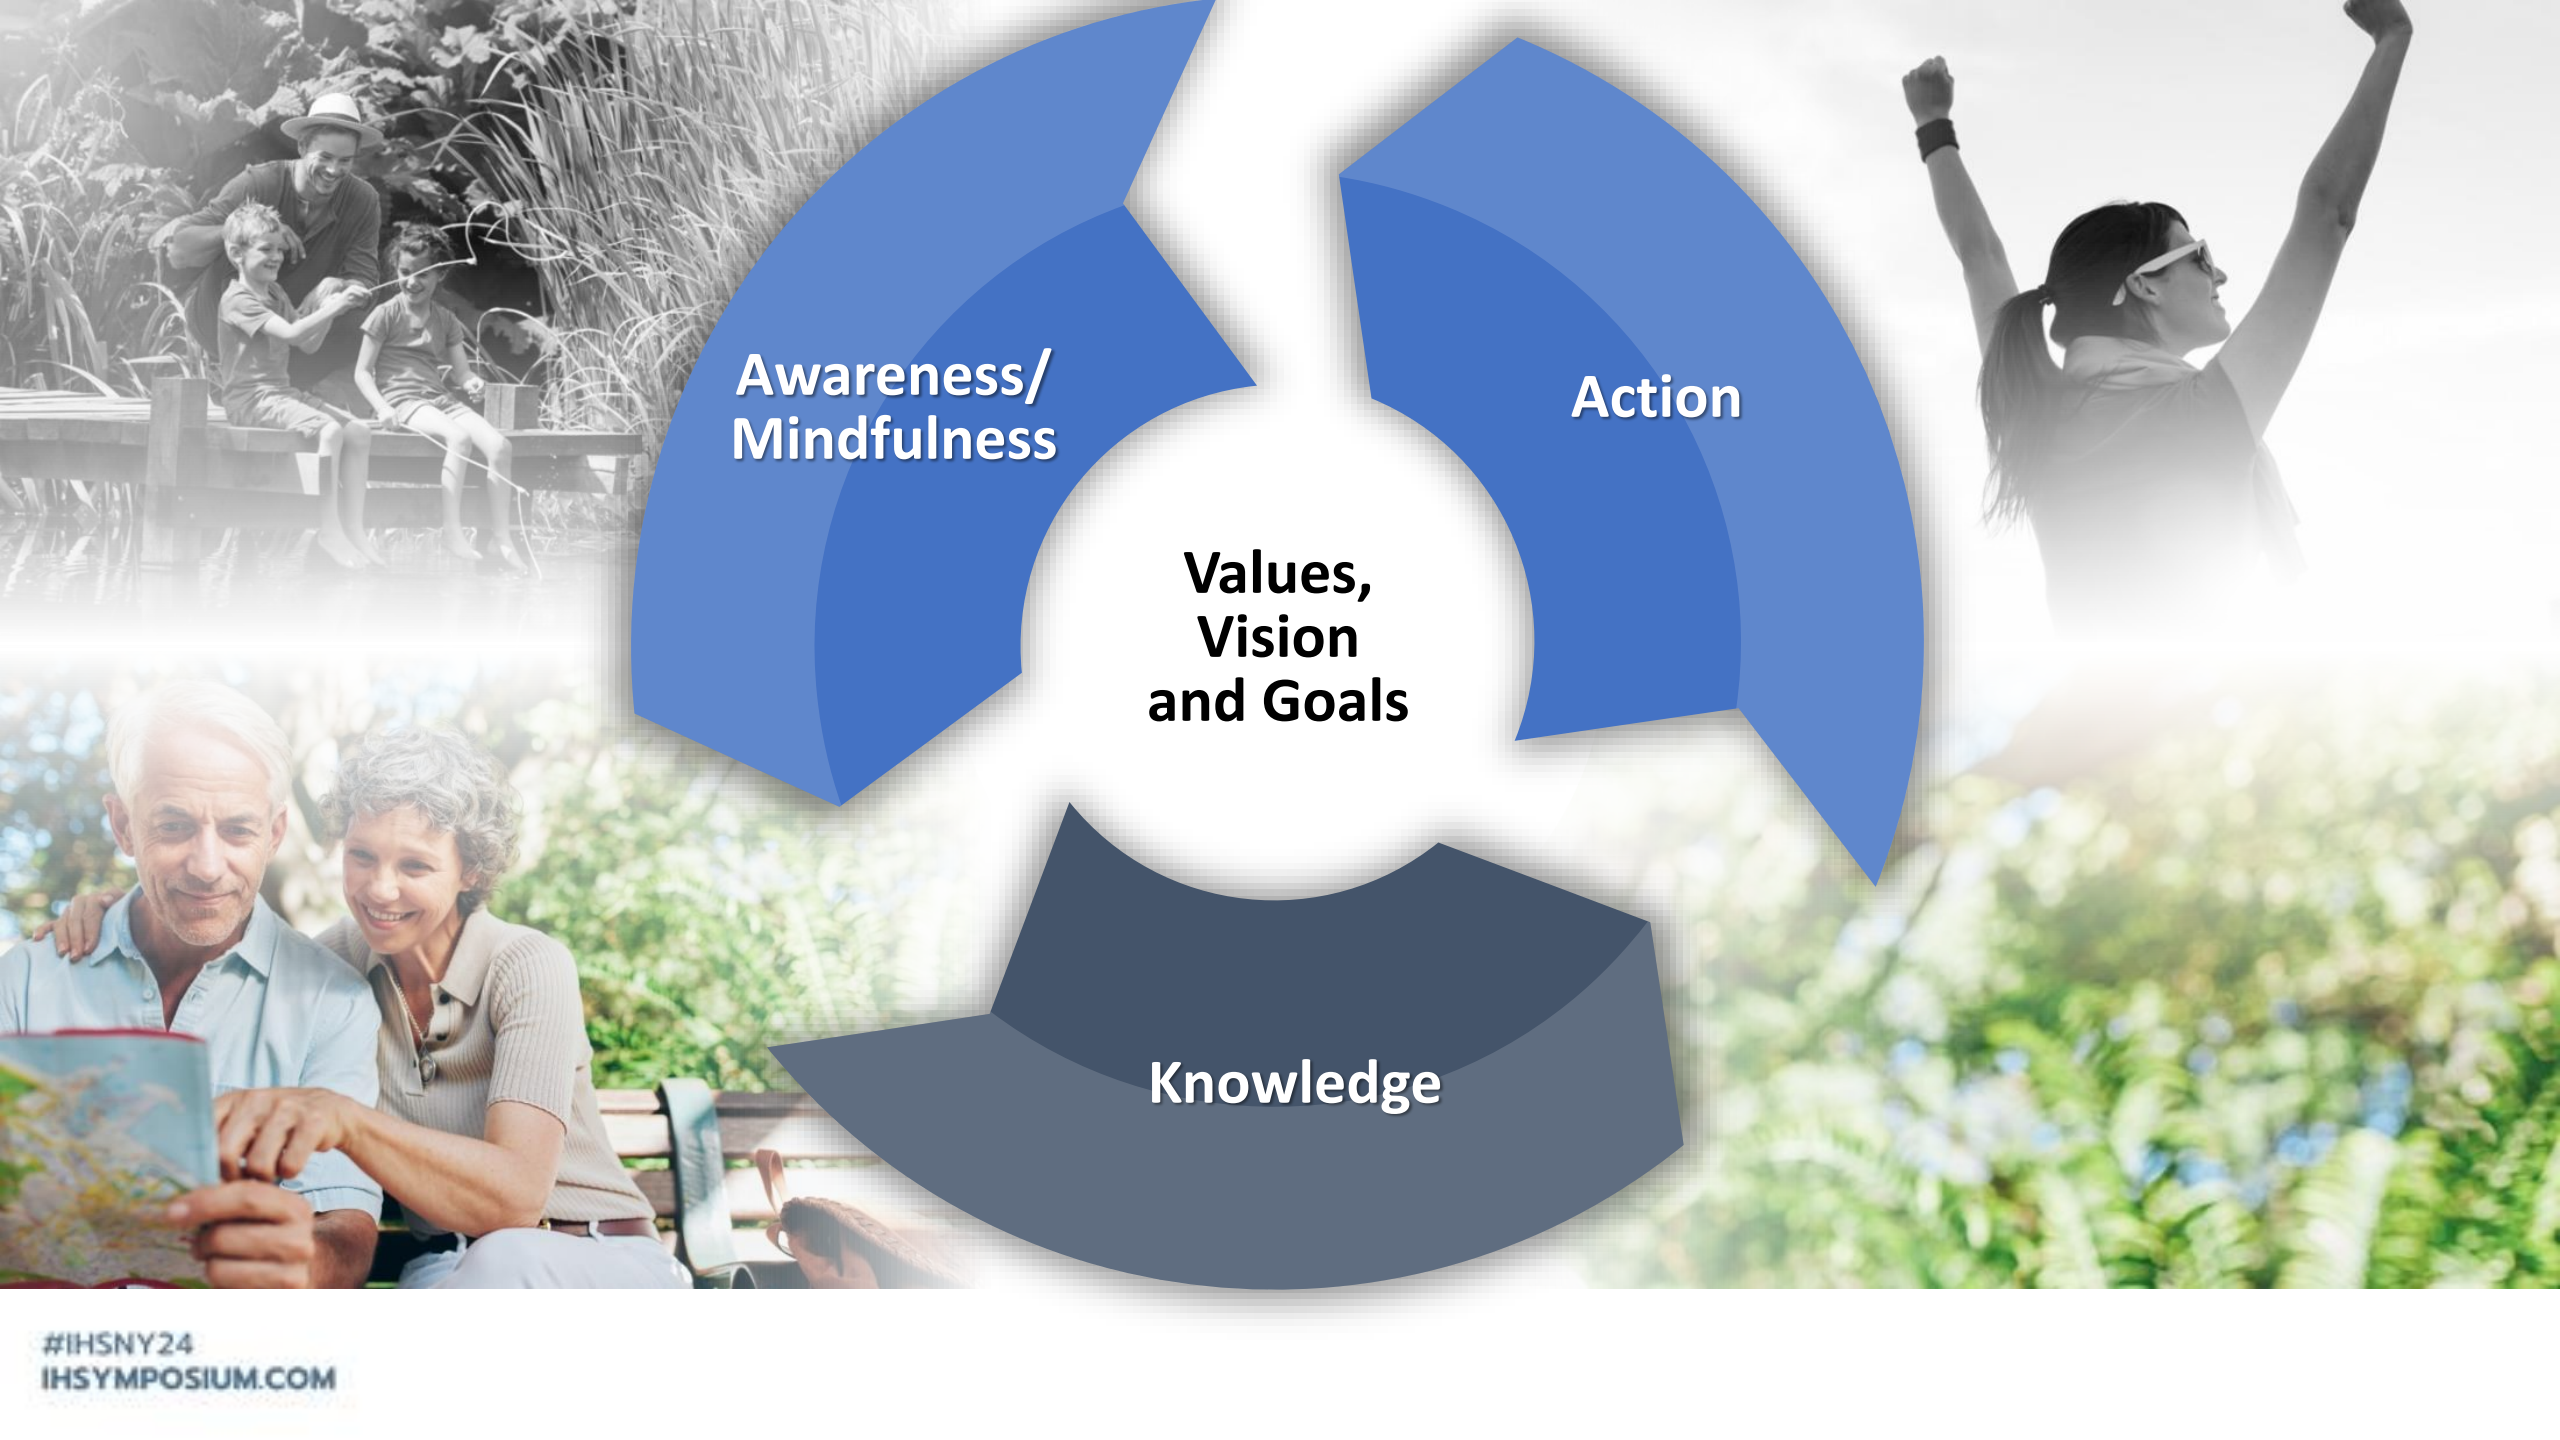 Awareness/
Mindfulness
Action
Values,
Vision
and Goals
Knowledge
#IHSNY24
IHSYMPOSIUM.COM